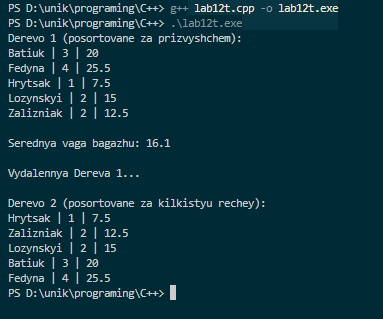 PS D:\unik\programing\C++> g++ lab12t.cpp -o lab12t.exe
PS D:\unik\programing\C++> .\lab12t.exe
Derevo 1 (posortovane za prizvyshchem):
Batiuk | 3 | 20
Fedyna | 4 | 25.5
Hrytsak | 1 | 7.5
Lozynskyi | 2 | 15
Zalizniak | 2 | 12.5
Serednya vaga bagazhu: 16.1
Vydalennya Dereva 1...
Derevo 2 (posortovane za kilkistyu rechey):
Hrytsak | 1 | 7.5
Zalizniak | 2 | 12.5
Lozynskyi | 2 | 15
Batiuk | 3 | 20
Fedyna | 4 | 25.5
PS D:\unik\programing\C++>